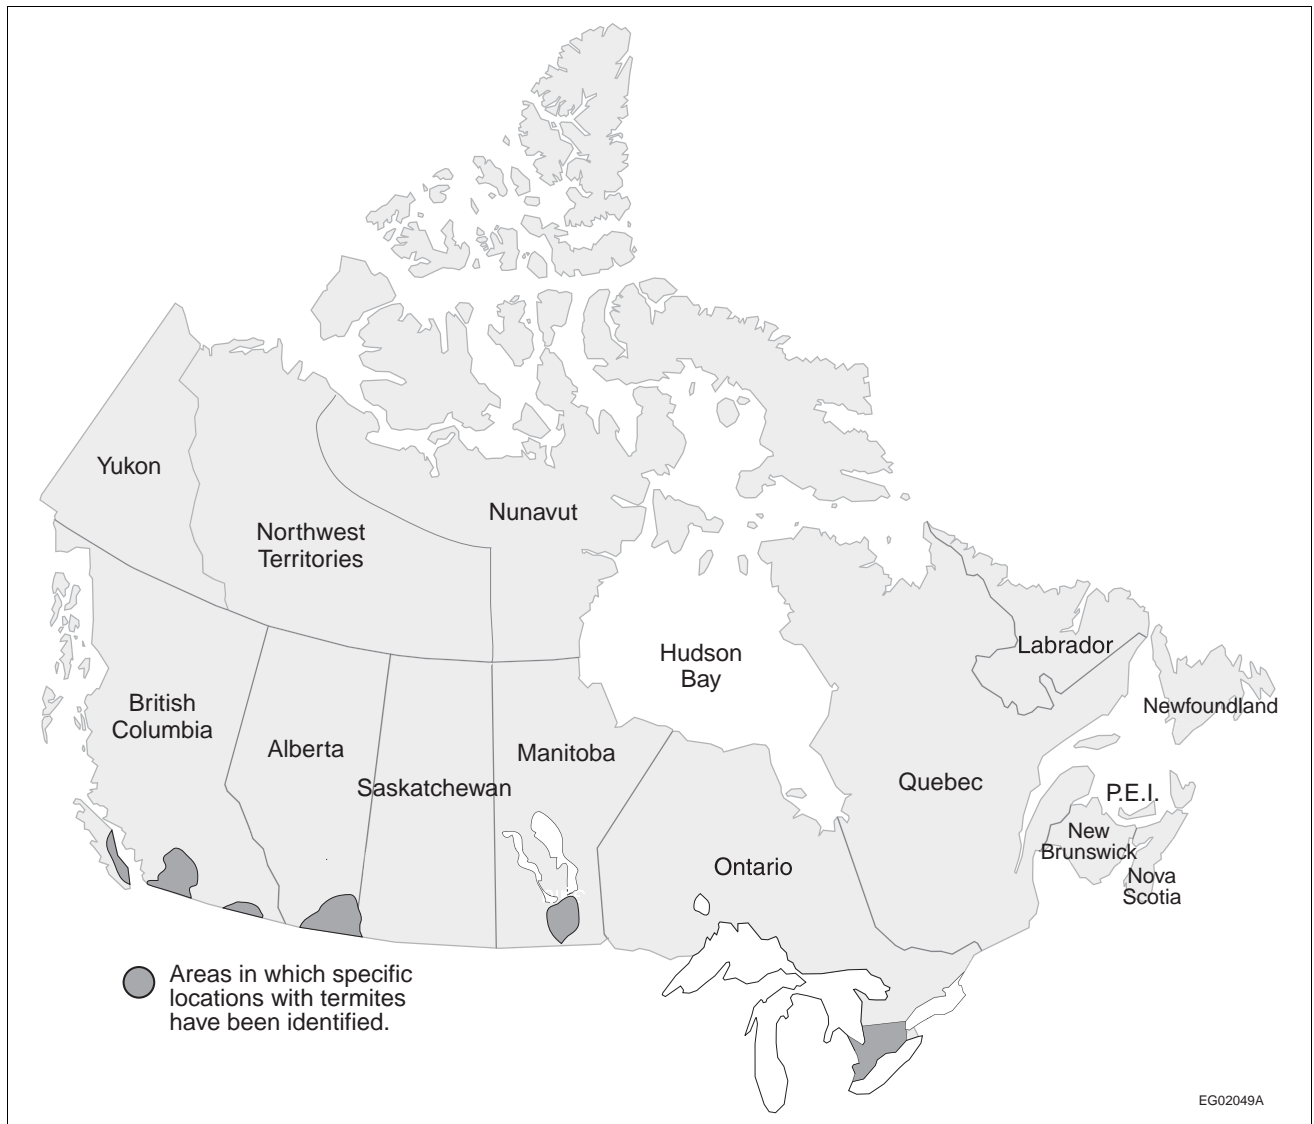 Yukon
Northwest
Territories
Nunavut
Hudson
Bay
Labrador
British
Columbia
Newfoundland
Alberta
Manitoba
Saskatchewan
Quebec
P.E.I.
New
Brunswick
Ontario
Nova
Scotia
Areas in which specific
locations with termites
have been identified.
EG02049A